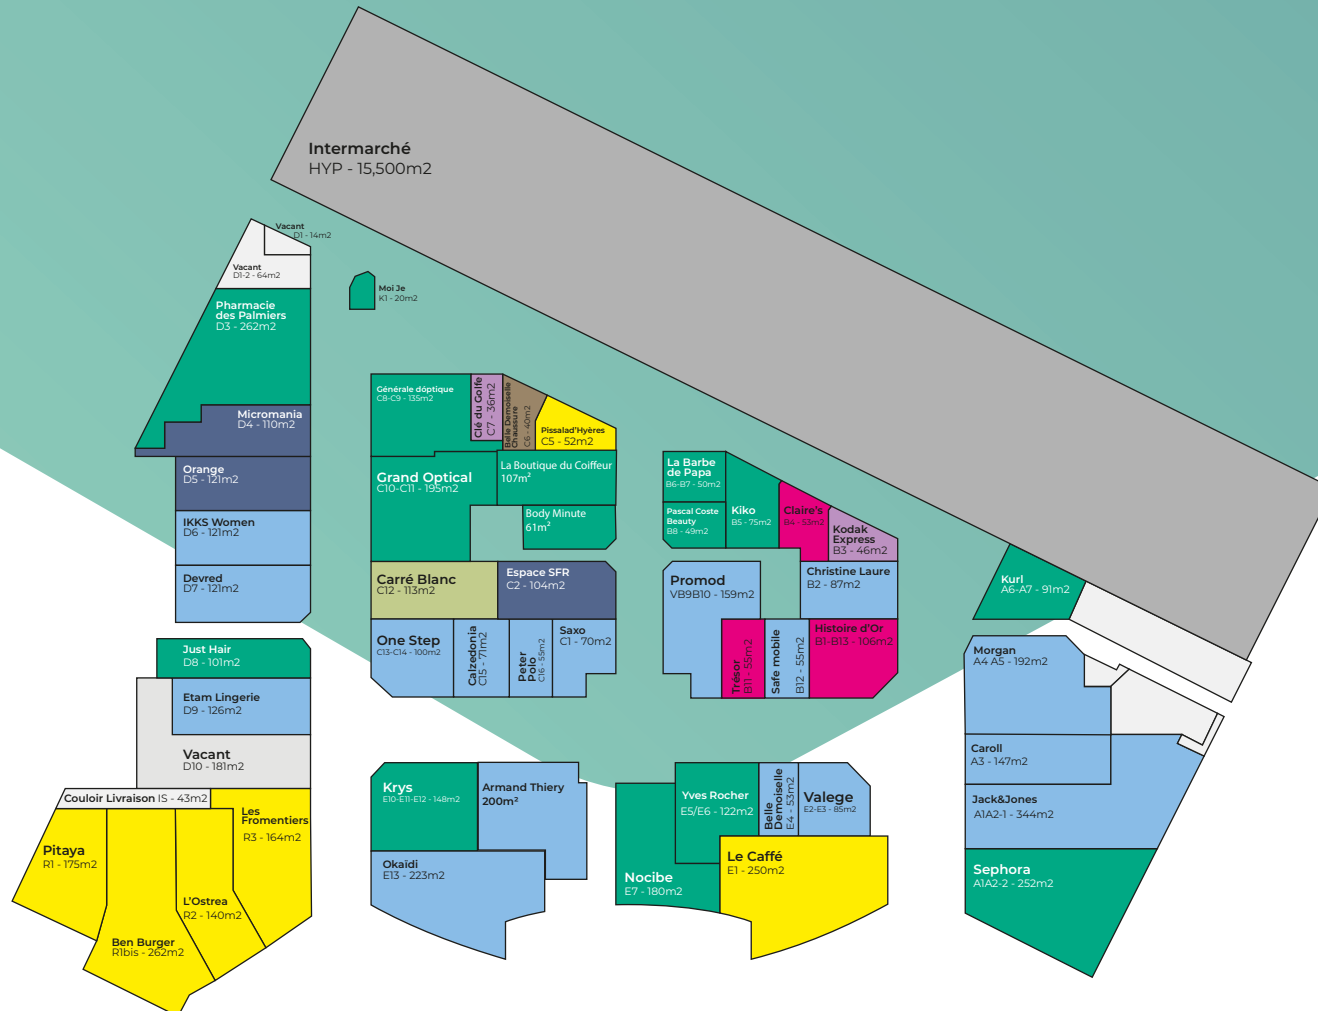 Intermarché
HYP - 15,500m2
Vacant
D1 - 14m2
Vacant
D1-2 - 64m2
Moi Je
K1 - 20m2
Pharmacie
des Palmiers
D3 - 262m2
Micromania
D4 - 110m2
Orange
D5 - 121m2
IKKS Women
D6 - 121m2
Devred
D7 - 121m2
Just Hair
D8 - 101m2
Etam Lingerie
D9 - 126m2
Vacant
D10 - 181m2
Couloir Livraison IS - 43m2
Les
Fromentiers
R3 - 164m2
Pitaya
R1 - 175m2
L'Ostrea
R2 - 140m2
Ben Burger
R1bis - 262m2
Générale dóptique
C8-C9 - 135m2
Clé du Golfe
C7 - 36m2
Belle Demoiselle
Chaussure
C6 - 40m2
Pissalad'Hyères
C5 - 52m2
Grand Optical
C10-C11 - 195m2
La Boutique du Coiffeur
107m²
Body Minute
61m²
Carré Blanc
C12 - 113m2
Espace SFR
C2 - 104m2
One Step
C13-C14 - 100m2
Calzedonia
C15 - 71m2
Peter
Polo
C16 - 55m2
Saxo
C1 - 70m2
La Barbe
de Papa
B6-B7 - 50m2
Pascal Coste
Beauty
B8 - 49m2
Kiko
B5 - 75m2
Claire's
B4 - 53m2
Kodak
Express
B3 - 46m2
Promod
VB9B10 - 159m2
Christine Laure
B2 - 87m2
Trésor
B11 - 55m2
Safe mobile
B12 - 55m2
Histoire d'Or
B1-B13 - 106m2
Kurl
A6-A7 - 91m2
Morgan
A4 A5 - 192m2
Caroll
A3 - 147m2
Jack&Jones
A1A2-1 - 344m2
Sephora
A1A2-2 - 252m2
Krys
E10-E11-E12 - 148m2
Armand Thiery
200m²
Okaïdi
E13 - 223m2
Yves Rocher
E5/E6 - 122m2
Belle
Demoiselle
E4 - 53m2
Valege
E2-E3 - 85m2
Nocibe
E7 - 180m2
Le Caffé
E1 - 250m2